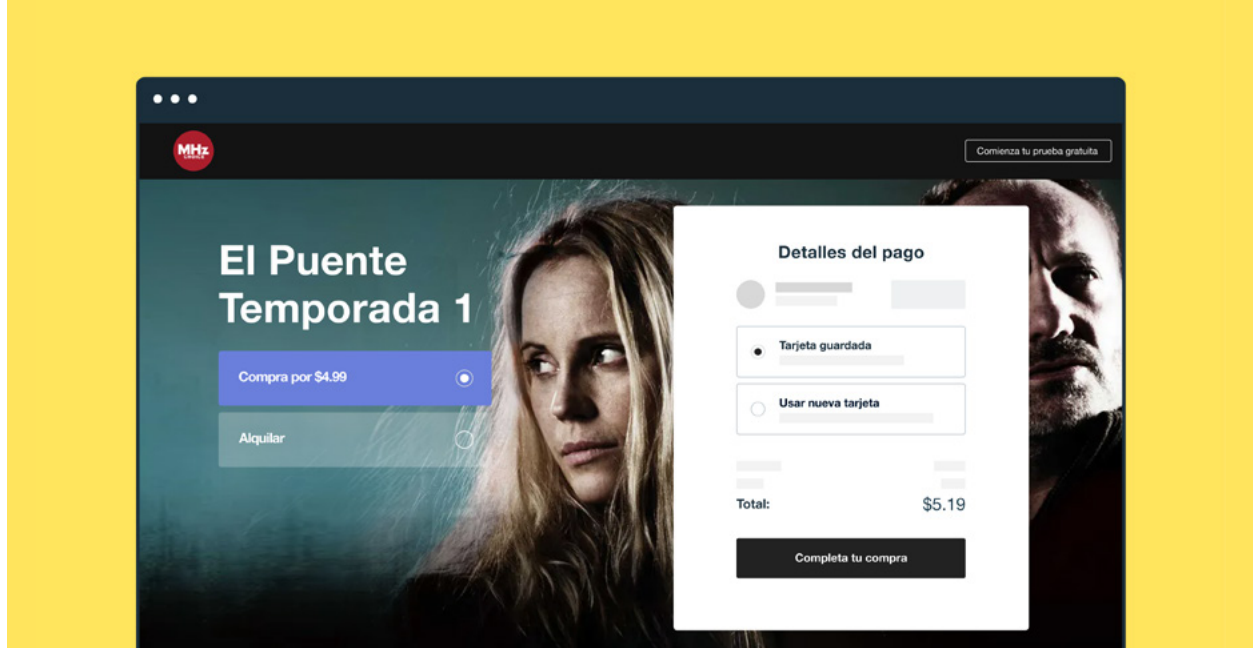 MHz
CHOICE
Comienza tu prueba gratuita
El Puente
Temporada 1
Compra por $4.99
Alquilar
Detalles del pago
Tarjeta guardada
Usar nueva tarjeta
Total: $5.19
Completa tu compra